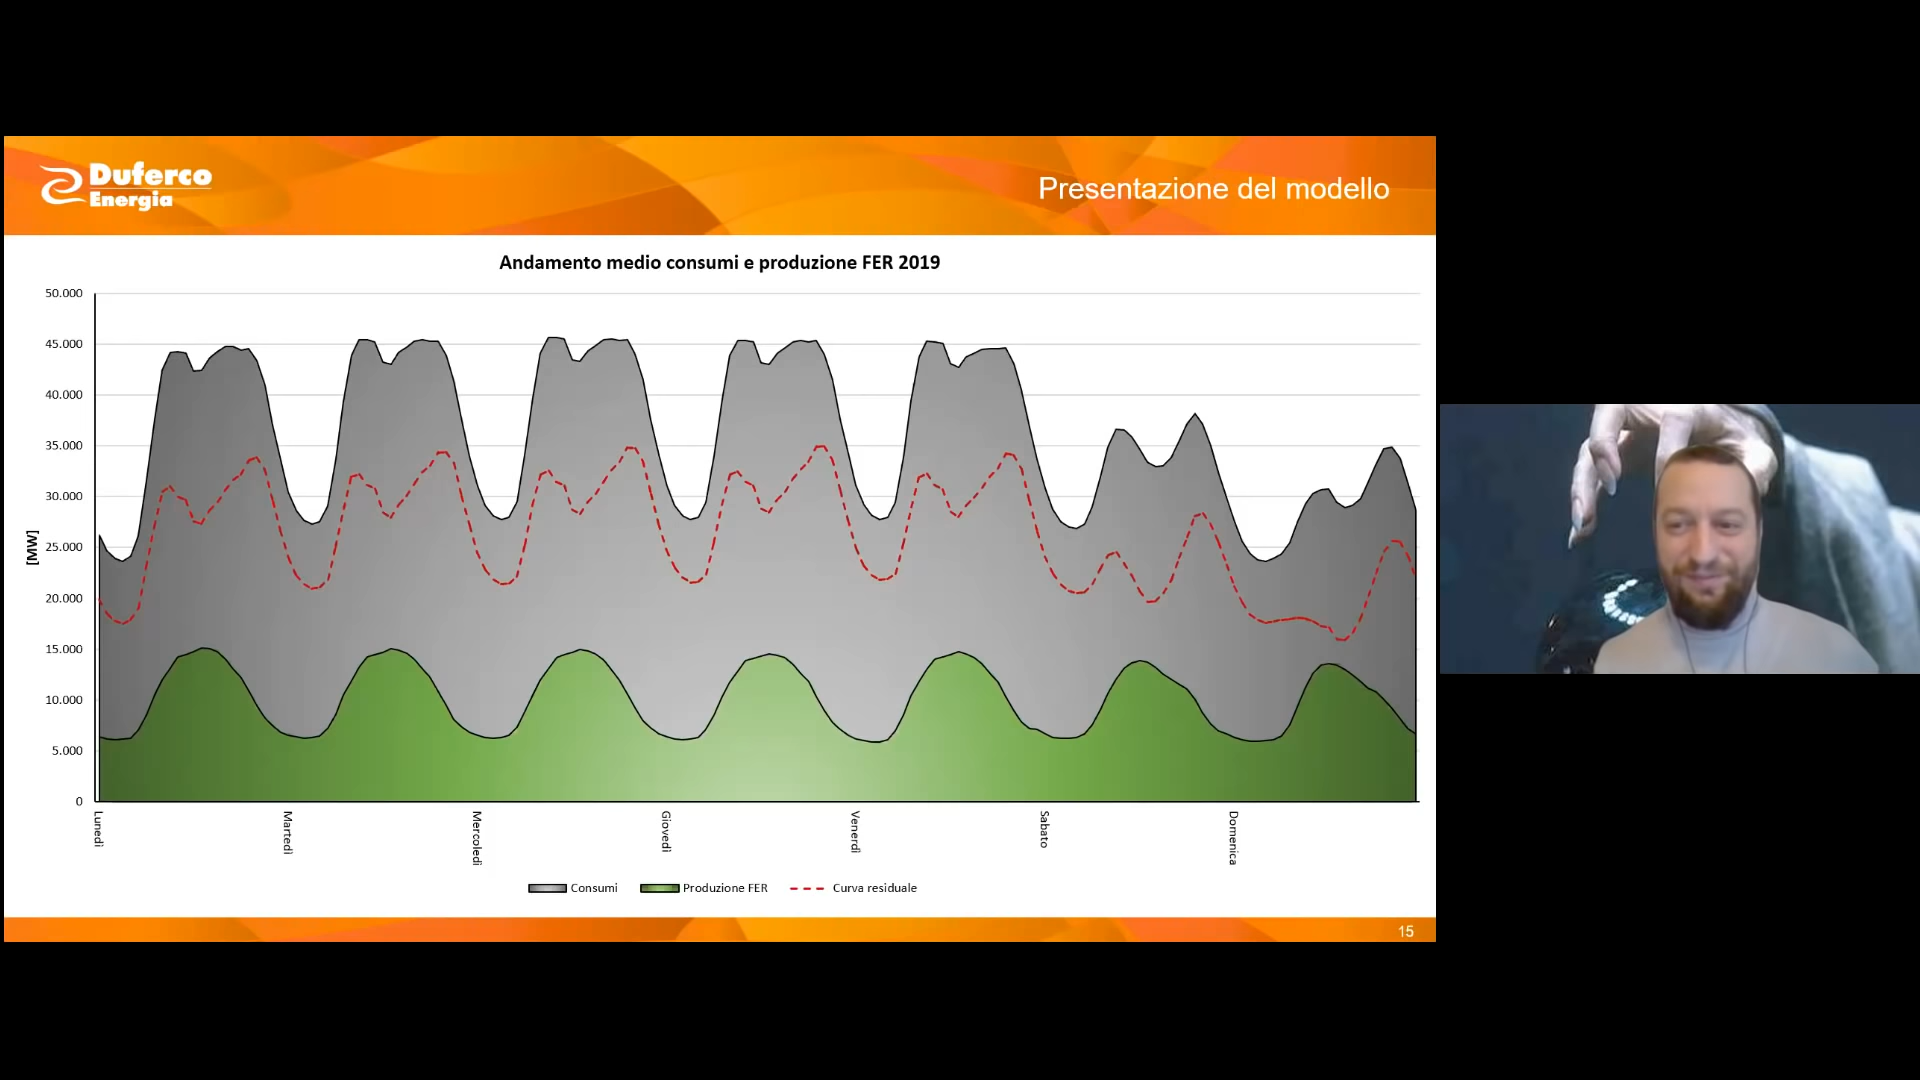 Duferco
Energia
Presentazione del modello
Andamento medio consumi e produzione FER 2019
50.000
45.000
40.000
35.000
30.000
25.000
20.000
15.000
10.000
5.000
0
[MW]
Lunedì
Martedì
Mercoledì
Giovedì
Venerdì
Sabato
Domenica
Consumi
Produzione FER
Curva residuale
15